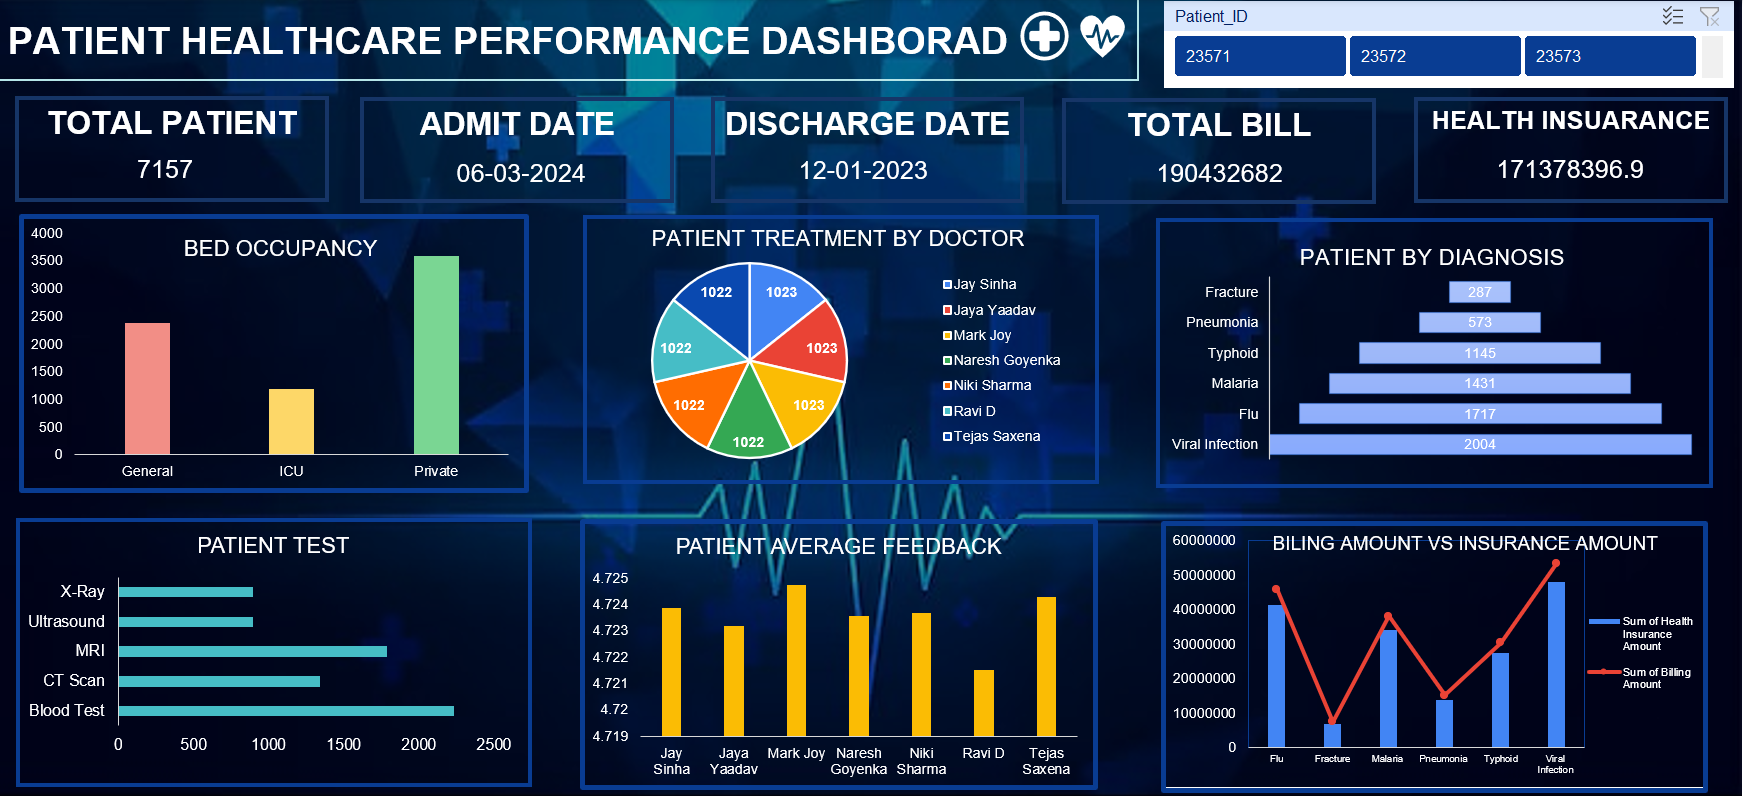 PATIENT HEALTHCARE PERFORMANCE DASHBORAD
Patient_ID
23571
23572
23573
TOTAL PATIENT
7157
ADMIT DATE
06-03-2024
DISCHARGE DATE
12-01-2023
TOTAL BILL
190432682
HEALTH INSUARANCE
171378396.9
BED OCCUPANCY
4000
3500
3000
2500
2000
1500
1000
500
0
General
ICU
Private
PATIENT TREATMENT BY DOCTOR
1022
1023
1022
1023
1022
1023
1022
Jay Sinha
Jaya Yaadav
Mark Joy
Naresh Goyenka
Niki Sharma
Ravi D
Tejas Saxena
PATIENT BY DIAGNOSIS
Fracture
287
Pneumonia
573
Typhoid
1145
Malaria
1431
Flu
1717
Viral Infection
2004
PATIENT TEST
X-Ray
Ultrasound
MRI
CT Scan
Blood Test
0
500
1000
1500
2000
2500
PATIENT AVERAGE FEEDBACK
4.725
4.724
4.723
4.722
4.721
4.72
4.719
Jay
Sinha
Jaya
Yaadav
Mark Joy
Naresh
Goyenka
Niki
Sharma
Ravi D
Tejas
Saxena
BILING AMOUNT VS INSURANCE AMOUNT
60000000
50000000
40000000
30000000
20000000
10000000
0
Flu
Fracture
Malaria
Pneumonia
Typhoid
Viral
Infection
Sum of Health
Insurance
Amount
Sum of Billing
Amount